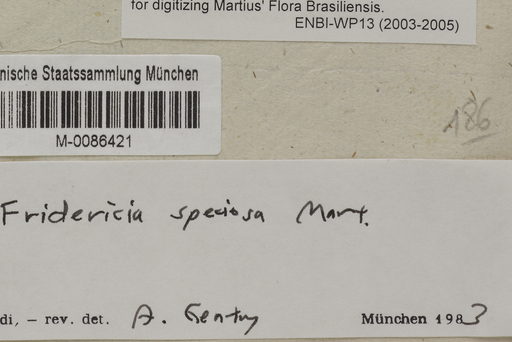 for digitizing Martius' Flora Brasiliensis.
ENBI-WP13 (2003-2005)
nische Staatssammlung München
M-0086421
186
Fridericia speciosa Mart.
di, – rev. det. A. Gentry München 1983